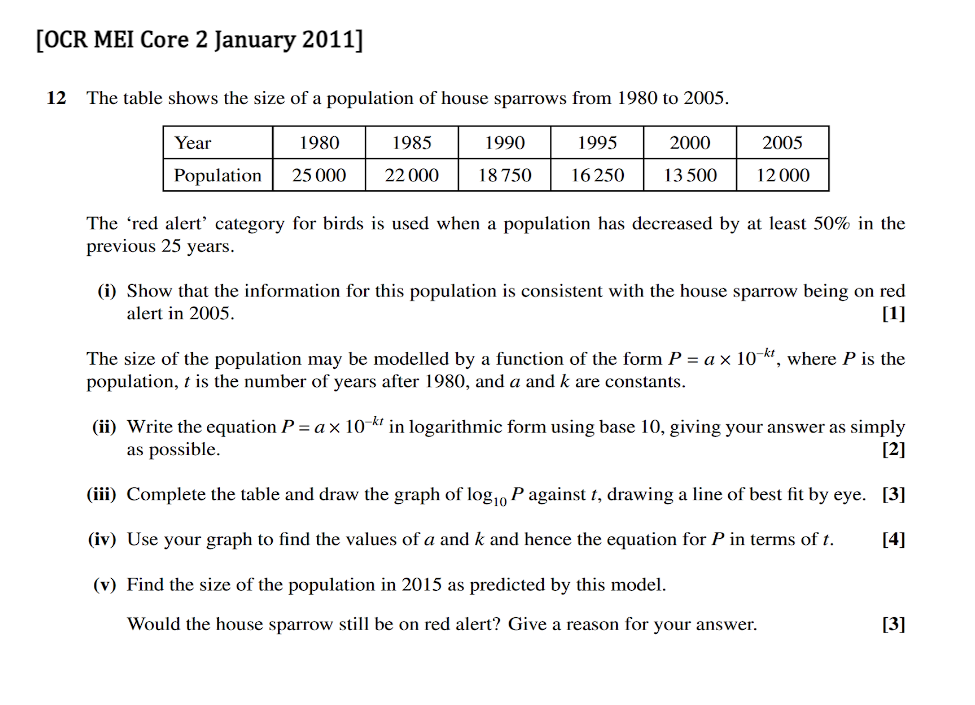 [OCR MEI Core 2 January 2011]
12 The table shows the size of a population of house sparrows from 1980 to 2005.
Year 1980 1985 1990 1995 2000 2005
Population 25 000 22 000 18 750 16 250 13 500 12 000
The ‘red alert’ category for birds is used when a population has decreased by at least 50% in the
previous 25 years.
(i) Show that the information for this population is consistent with the house sparrow being on red
alert in 2005. [1]
The size of the population may be modelled by a function of the form P = a × 10⁻ᵏᵗ, where P is the
population, t is the number of years after 1980, and a and k are constants.
(ii) Write the equation P = a × 10⁻ᵏᵗ in logarithmic form using base 10, giving your answer as simply
as possible. [2]
(iii) Complete the table and draw the graph of log₁₀ P against t, drawing a line of best fit by eye. [3]
(iv) Use your graph to find the values of a and k and hence the equation for P in terms of t. [4]
(v) Find the size of the population in 2015 as predicted by this model.
Would the house sparrow still be on red alert? Give a reason for your answer. [3]